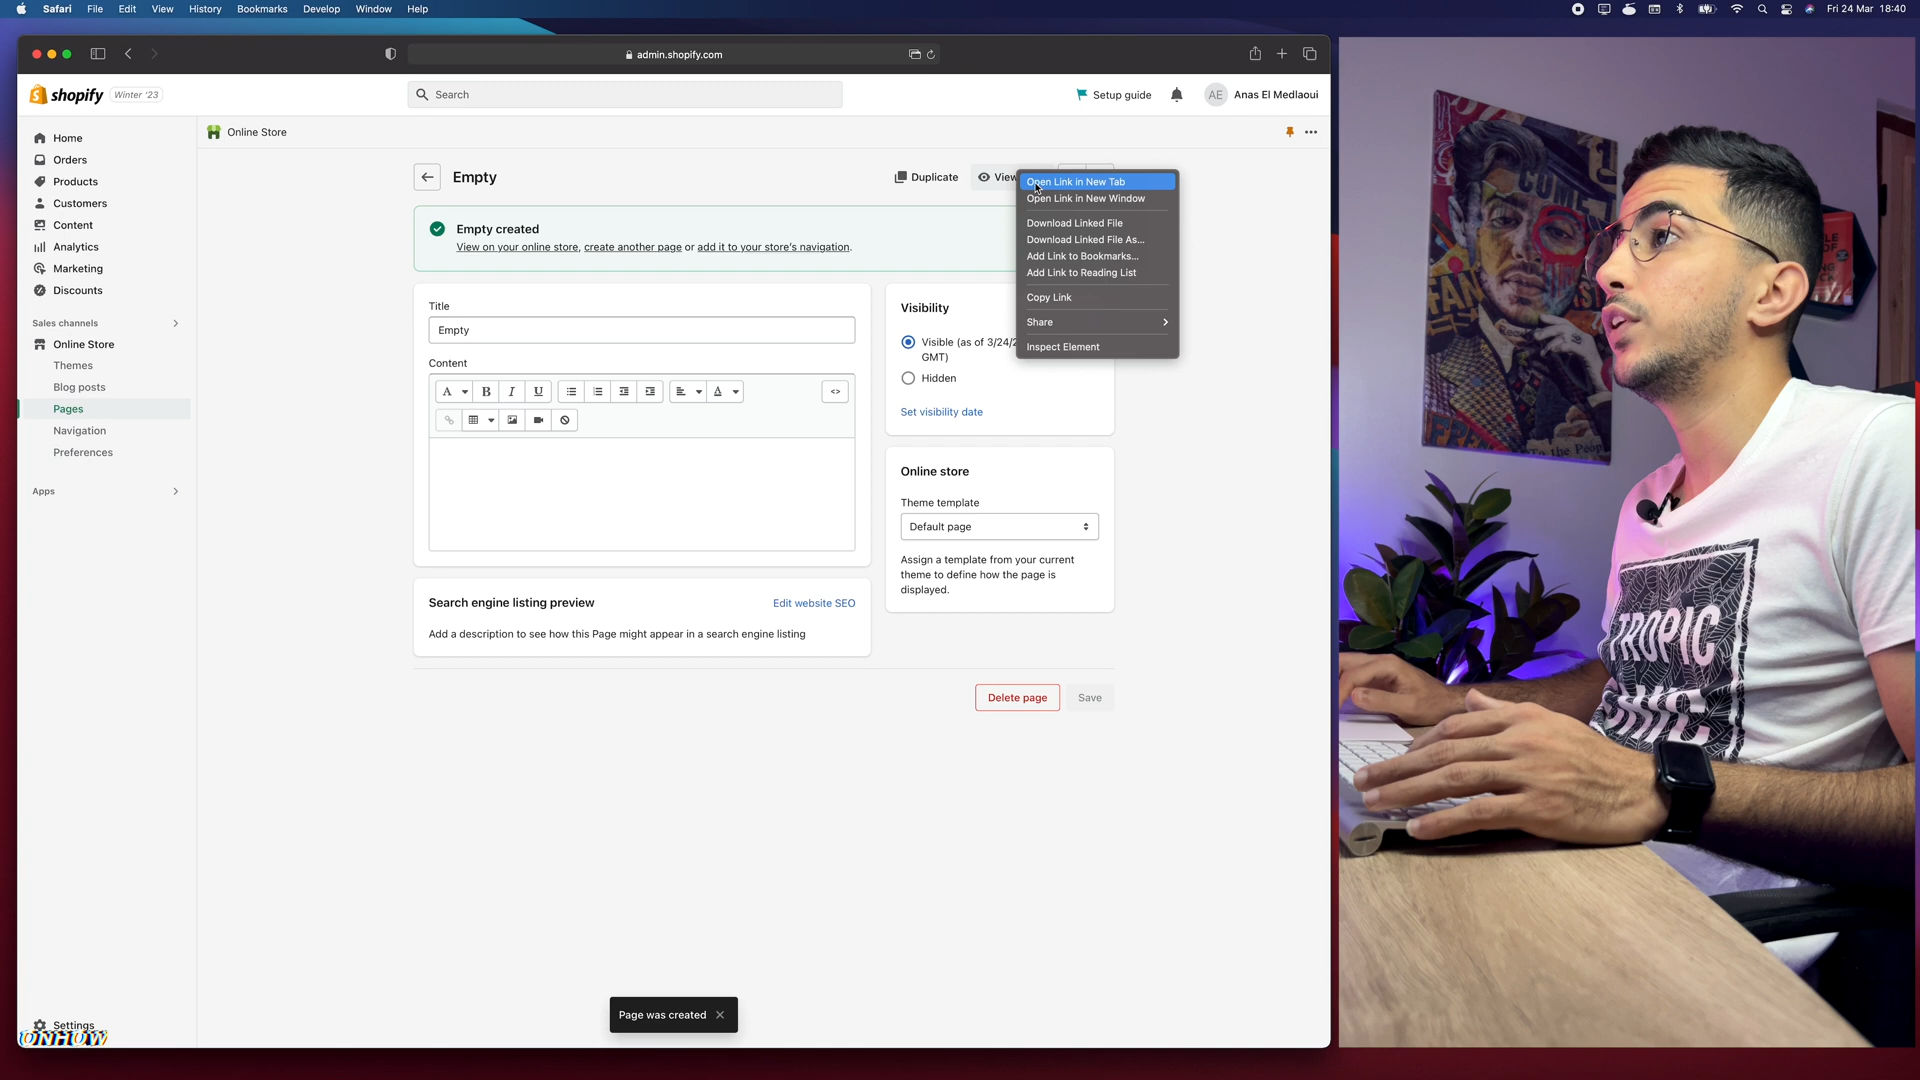 Safari File Edit View History Bookmarks Develop Window Help
Fri 24 Mar 18:40
admin.shopify.com
shopify Winter '23
Search
Setup guide
AE Anas El Medlaoui
Home
Orders
Products
Customers
Content
Analytics
Marketing
Discounts
Sales channels
Online Store
Themes
Blog posts
Pages
Navigation
Preferences
Apps
Settings
ONHOW
Online Store
Empty
Duplicate
View
Empty created
View on your online store, create another page or add it to your store's navigation.
Title
Empty
Content
A B I U A <>
Search engine listing preview
Edit website SEO
Add a description to see how this Page might appear in a search engine listing
Visibility
Visible (as of 3/24/2
GMT)
Hidden
Set visibility date
Online store
Theme template
Default page
Assign a template from your current
theme to define how the page is
displayed.
Delete page
Save
Open Link in New Tab
Open Link in New Window
Download Linked File
Download Linked File As...
Add Link to Bookmarks...
Add Link to Reading List
Copy Link
Share
Inspect Element
Page was created
TROPIC